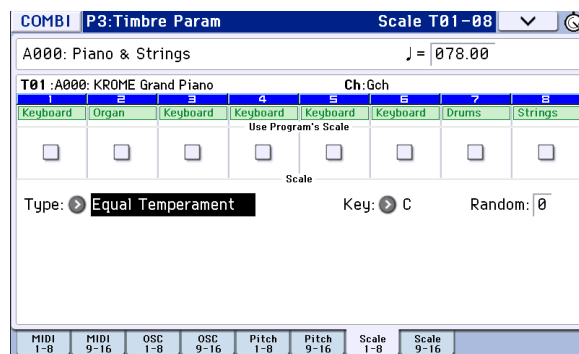 COMBI P3:Timbre Param Scale T01-08
A000: Piano & Strings ♩= 078.00
T01 :A000: KROME Grand Piano Ch:Gch
1 2 3 4 5 6 7 8
Keyboard Organ Keyboard Keyboard Keyboard Keyboard Drums Strings
Use Program's Scale
Scale
Type: Equal Temperament Key: C Random: 0
MIDI 1-8 MIDI 9-16 OSC 1-8 OSC 9-16 Pitch 1-8 Pitch 9-16 Scale 1-8 Scale 9-16